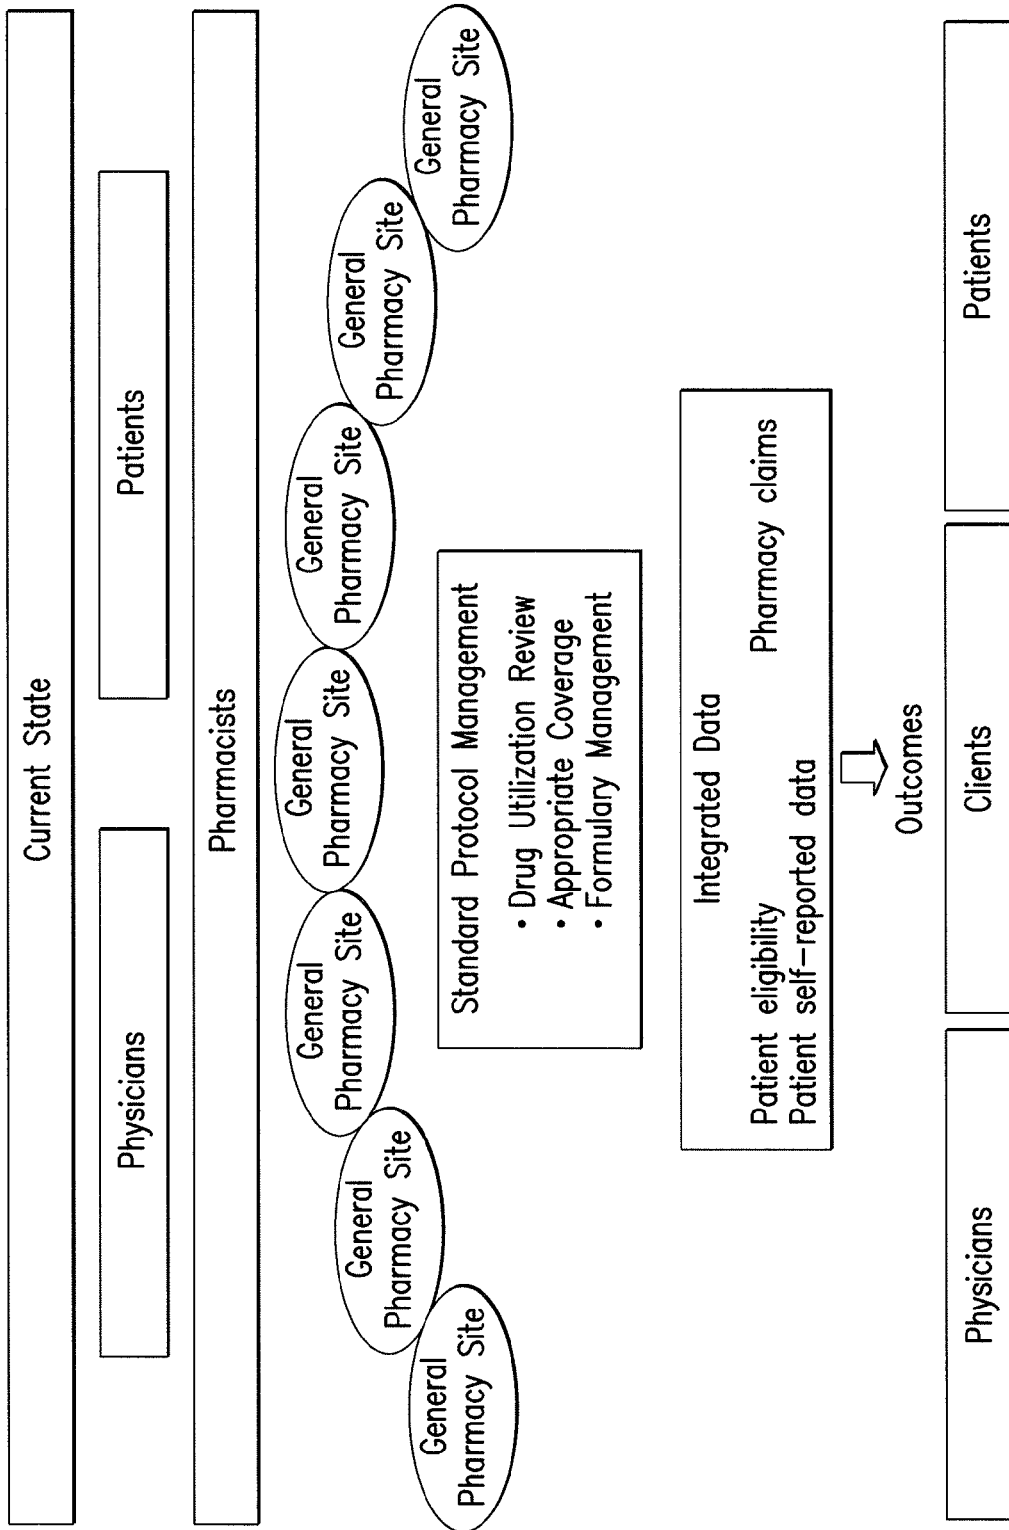 Current State
Physicians
Patients
Pharmacists
General
Pharmacy Site
General
Pharmacy Site
General
Pharmacy Site
General
Pharmacy Site
General
Pharmacy Site
General
Pharmacy Site
General
Pharmacy Site
Standard Protocol Management
• Drug Utilization Review
• Appropriate Coverage
• Formulary Management
Integrated Data
Patient eligibility Pharmacy claims
Patient self-reported data
Outcomes
Physicians
Clients
Patients